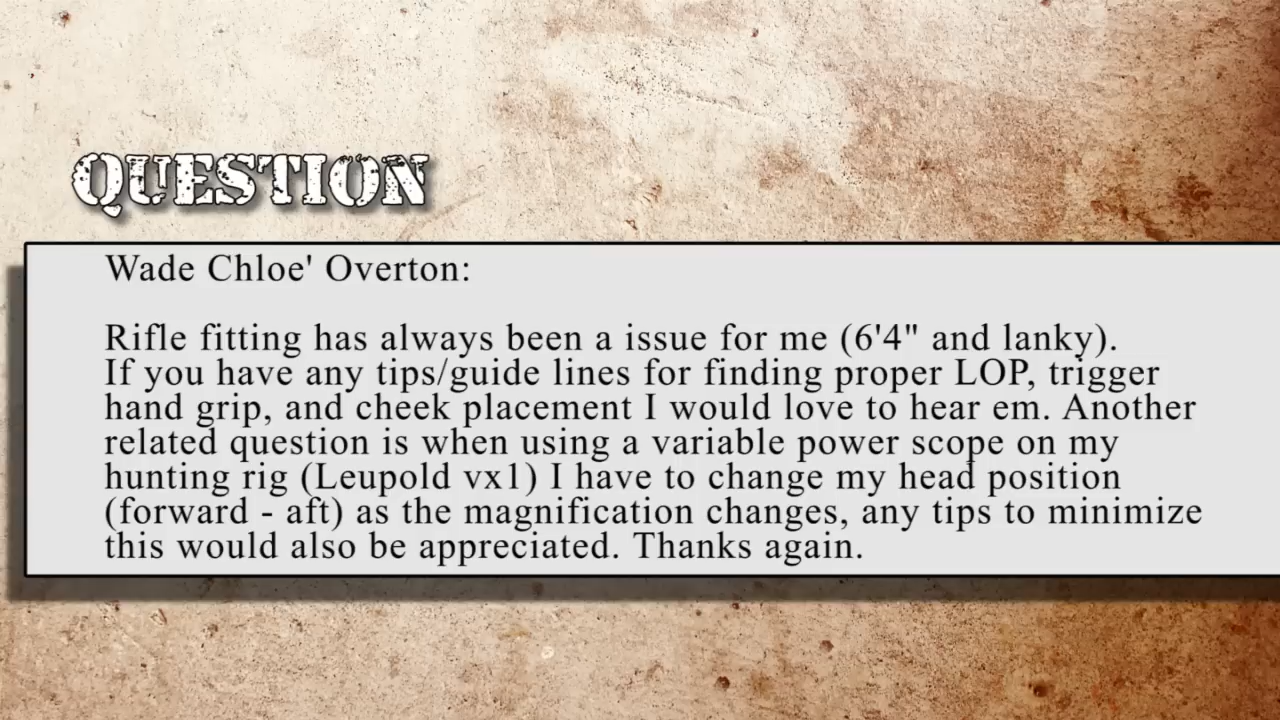 QUESTION
Wade Chloe' Overton:
Rifle fitting has always been a issue for me (6'4" and lanky).
If you have any tips/guide lines for finding proper LOP, trigger
hand grip, and cheek placement I would love to hear em. Another
related question is when using a variable power scope on my
hunting rig (Leupold vx1) I have to change my head position
(forward - aft) as the magnification changes, any tips to minimize
this would also be appreciated. Thanks again.